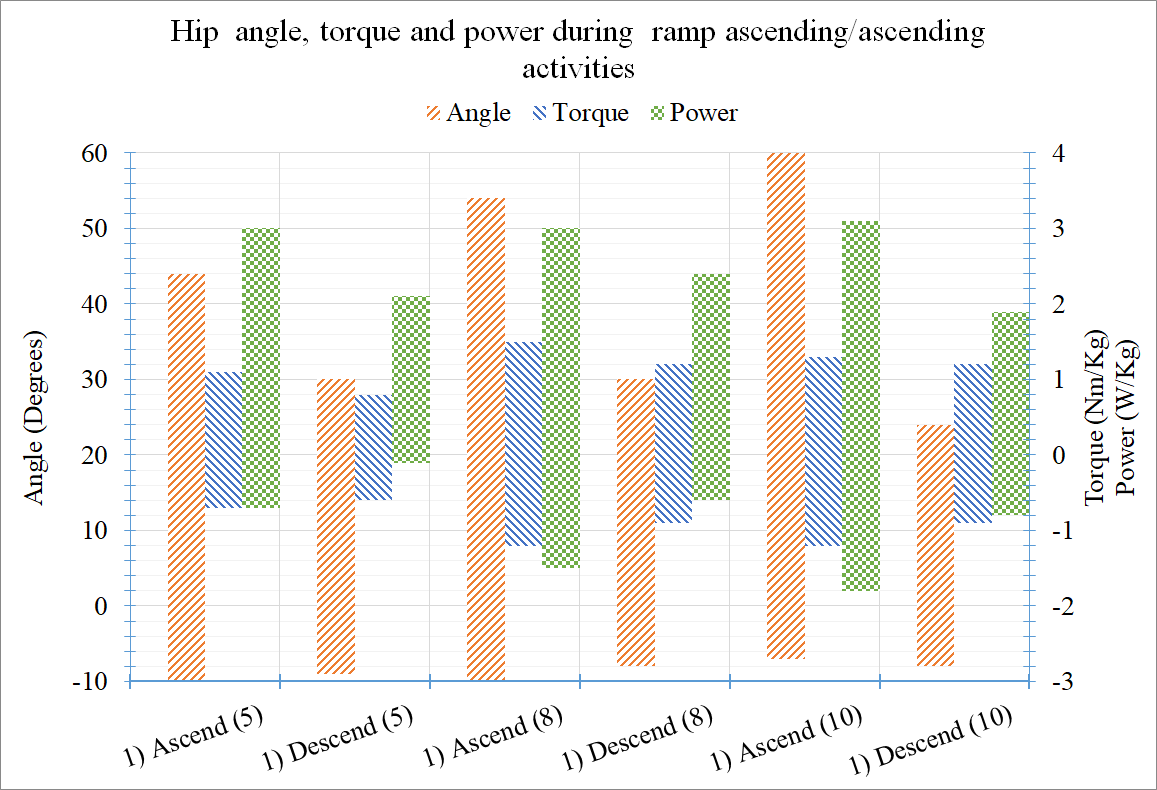 Hip angle, torque and power during ramp ascending/ascending
activities
Angle Torque Power
60
50
40
30
20
10
0
-10
Angle (Degrees)
4
3
2
1
0
-1
-2
-3
Torque (Nm/Kg)
Power (W/Kg)
1) Ascend (5)
1) Descend (5)
1) Ascend (8)
1) Descend (8)
1) Ascend (10)
1) Descend (10)